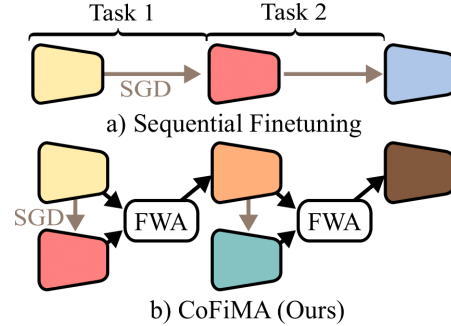 Task 1 Task 2
SGD
a) Sequential Finetuning
SGD FWA FWA
b) CoFiMA (Ours)